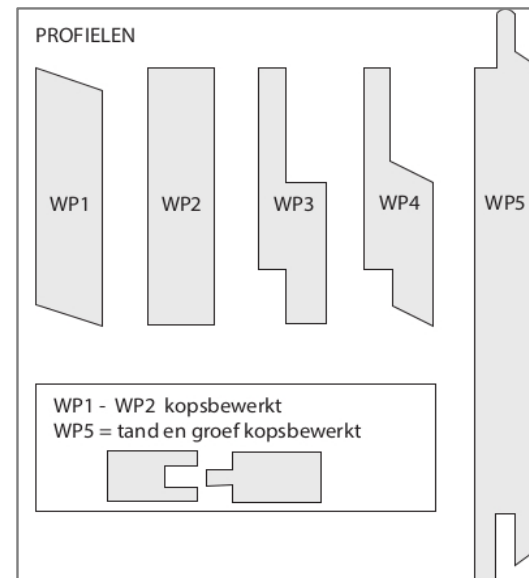 PROFIELEN
WP1
WP2
WP3
WP4
WP5
WP1 - WP2 kopsbewerkt
WP5 = tand en groef kopsbewerkt